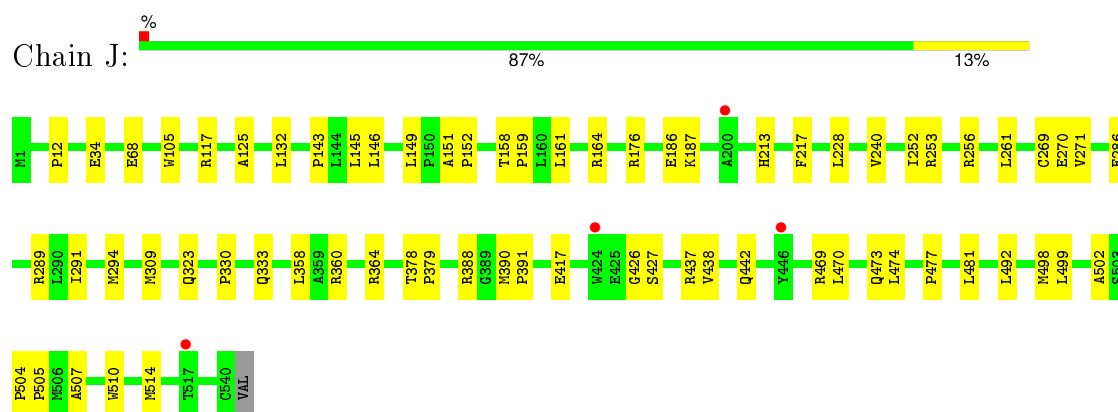 %
Chain J:
87% 13%
M1 P12 E34 E68 W105 R117 A125 L132 P143 L144 L145 L146 L149 P150 A151 P152 T158 P159 L160 L161 R164 R176 E186 K187 A200 H213 F217 L228 V240 I252 R253 R256 L261 C269 E270 V271
R289 L290 I291 M294 M309 Q323 P330 Q333 L358 A359 R360 R364 T378 P379 R388 G389 M390 P391 E417 W424 E425 G426 S427 R437 V438 Q442 Y446 R469 L470 Q473 L474 P477 L481 L492 M498 L499 A502
P504 P505 M506 A507 W510 M514 T517 C540 VAL